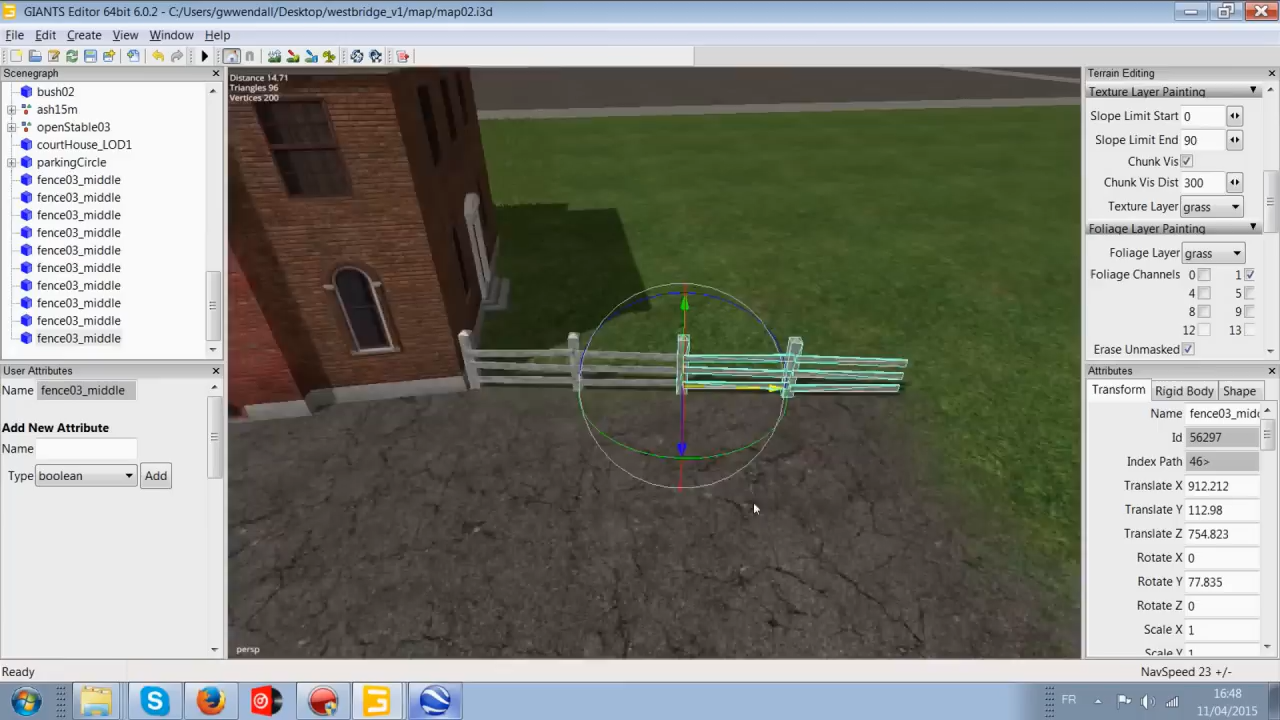 GIANTS Editor 64bit 6.0.2 - C:/Users/gwwendall/Desktop/westbridge_v1/map/map02.i3d
File Edit Create View Window Help
Scenegraph
bush02
ash15m
openStable03
courtHouse_LOD1
parkingCircle
fence03_middle
fence03_middle
fence03_middle
fence03_middle
fence03_middle
fence03_middle
fence03_middle
fence03_middle
fence03_middle
fence03_middle
User Attributes
Name fence03_middle
Add New Attribute
Name
Type boolean Add
Distance 14.71
Triangles 96
Vertices 200
persp
Terrain Editing
Texture Layer Painting
Slope Limit Start 0
Slope Limit End 90
Chunk Vis
Chunk Vis Dist 300
Texture Layer grass
Foliage Layer Painting
Foliage Layer grass
Foliage Channels 0 1
4 5
8 9
12 13
Erase Unmasked
Attributes
Transform Rigid Body Shape
Name fence03_midc
Id 56297
Index Path 46>
Translate X 912.212
Translate Y 112.98
Translate Z 754.823
Rotate X 0
Rotate Y 77.835
Rotate Z 0
Scale X 1
Scale Y 1
Ready
NavSpeed 23 +/-
FR
16:48
11/04/2015